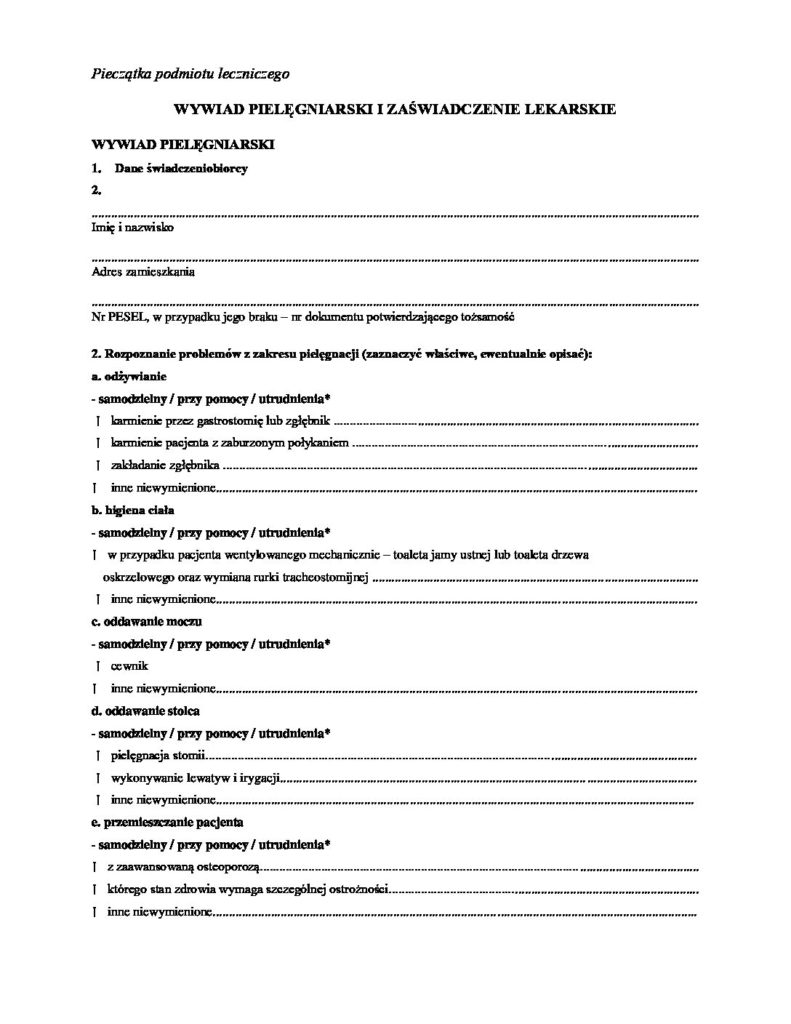 Pieczątka podmiotu leczniczego
WYWIAD PIELĘGNIARSKI I ZAŚWIADCZENIE LEKARSKIE
WYWIAD PIELĘGNIARSKI
1. Dane świadczeniobiorcy
2.
Imię i nazwisko
Adres zamieszkania
Nr PESEL, w przypadku jego braku – nr dokumentu potwierdzającego tożsamość
2. Rozpoznanie problemów z zakresu pielęgnacji (zaznaczyć właściwe, ewentualnie opisać):
a. odżywianie
- samodzielny / przy pomocy / utrudnienia*
karmienie przez gastrostomię lub zgłębnik ........................
karmienie pacjenta z zaburzonym połykaniem ........................
zakładanie zgłębnika ........................
inne niewymienione........................
b. higiena ciała
- samodzielny / przy pomocy / utrudnienia*
w przypadku pacjenta wentylowanego mechanicznie – toaleta jamy ustnej lub toaleta drzewa
oskrzelowego oraz wymiana rurki tracheostomijnej ........................
inne niewymienione........................
c. oddawanie moczu
- samodzielny / przy pomocy / utrudnienia*
cewnik
inne niewymienione........................
d. oddawanie stolca
- samodzielny / przy pomocy / utrudnienia*
pielęgnacja stomii........................
wykonywanie lewatyw i irygacji........................
inne niewymienione........................
e. przemieszczanie pacjenta
- samodzielny / przy pomocy / utrudnienia*
z zaawansowaną osteoporozą........................
którego stan zdrowia wymaga szczególnej ostrożności........................
inne niewymienione........................